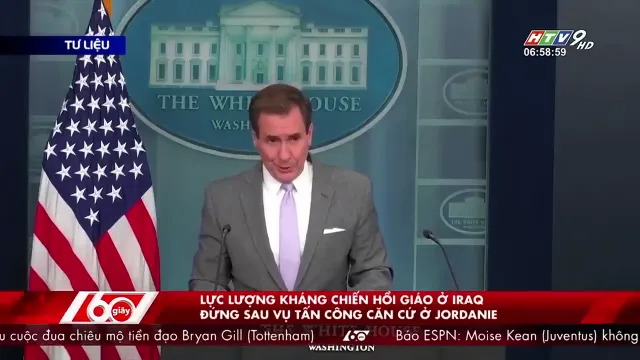 TƯ LIỆU
HTV9 HD
06:58:59
THE WHITE HOUSE
WASHINGTON
60 giây
LỰC LƯỢNG KHÁNG CHIẾN HỒI GIÁO Ở IRAQ
ĐỨNG SAU VỤ TẤN CÔNG CĂN CỨ Ở JORDANIE
cuộc đua chiêu mộ tiền đạo Bryan Gill (Tottenham) 60 Báo ESPN: Moise Kean (Juventus) không
WASHINGTON